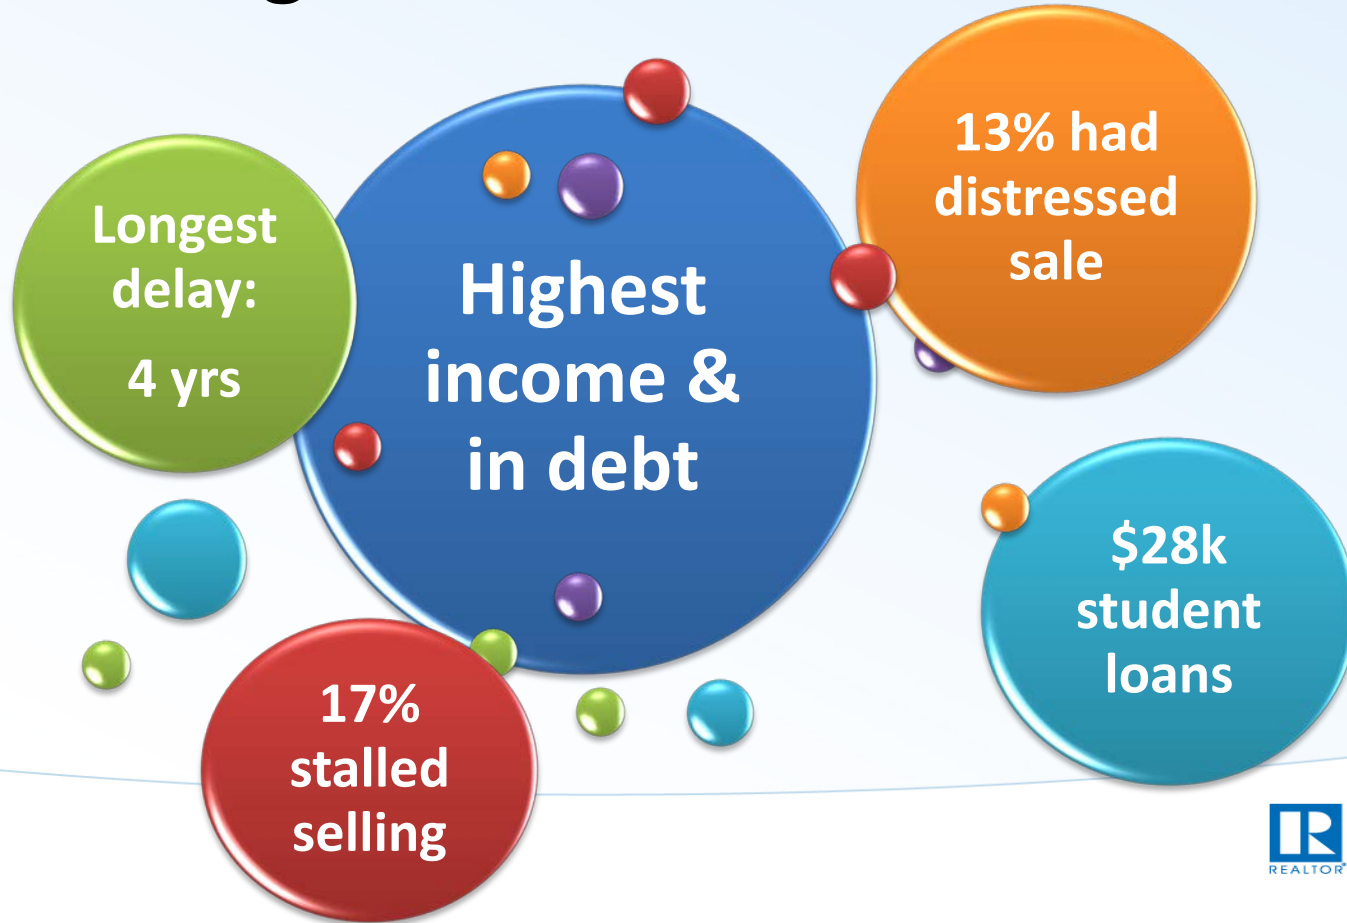 Longest
delay:
4 yrs
Highest
income &
in debt
13% had
distressed
sale
$28k
student
loans
17%
stalled
selling
REALTOR®